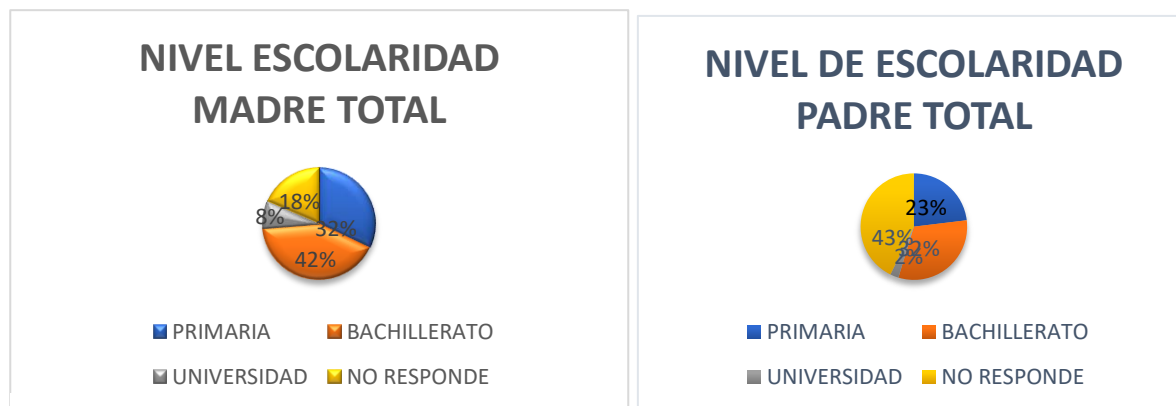 NIVEL ESCOLARIDAD
MADRE TOTAL
18%
8%
32%
42%
PRIMARIA
BACHILLERATO
UNIVERSIDAD
NO RESPONDE
NIVEL DE ESCOLARIDAD
PADRE TOTAL
23%
43%
32%
2%
PRIMARIA
BACHILLERATO
UNIVERSIDAD
NO RESPONDE